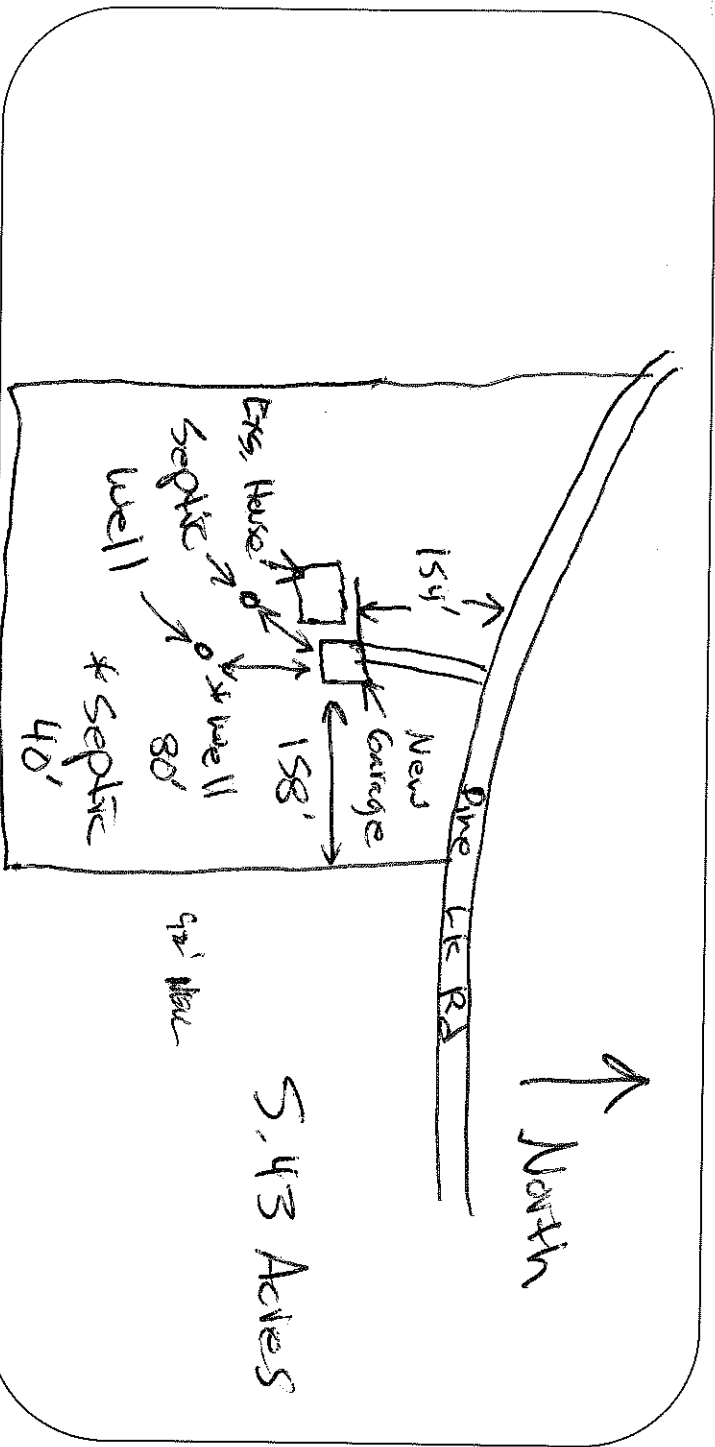 North
Pine Lk Rd
154'
New
Garage
Exs. House
158'
Septic
Well
* Well
80'
* Septic
40'
5.43 Acres